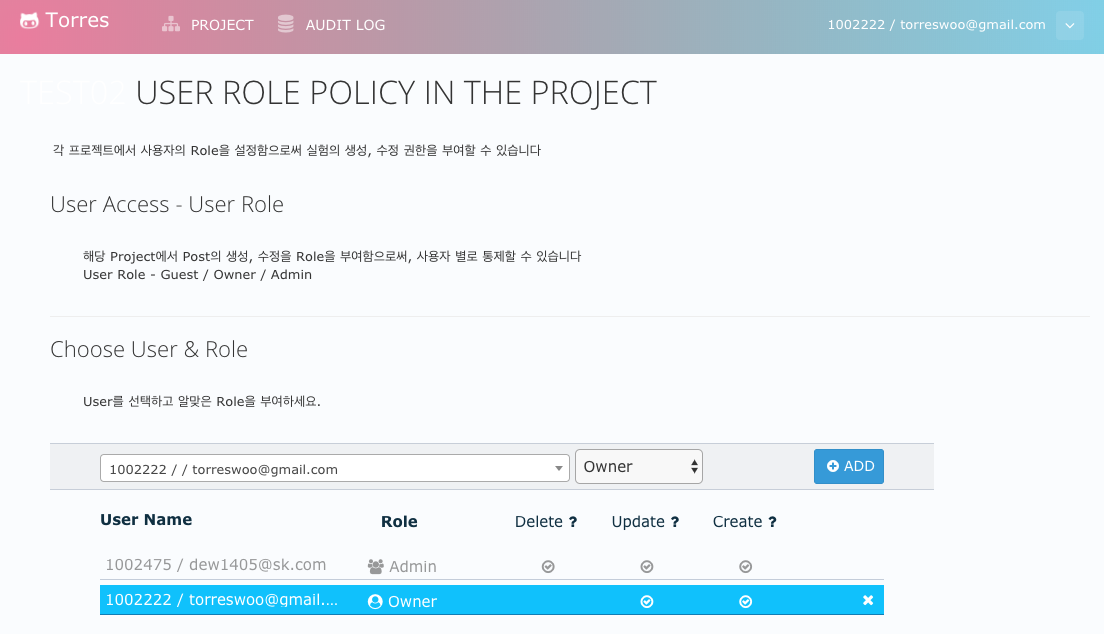 Torres
PROJECT
AUDIT LOG
1002222 / torreswoo@gmail.com
TEST02 USER ROLE POLICY IN THE PROJECT
각 프로젝트에서 사용자의 Role을 설정함으로써 실험의 생성, 수정 권한을 부여할 수 있습니다
User Access - User Role
해당 Project에서 Post의 생성, 수정을 Role을 부여함으로써, 사용자 별로 통제할 수 있습니다
User Role - Guest / Owner / Admin
Choose User & Role
User를 선택하고 알맞은 Role을 부여하세요.
1002222 / / torreswoo@gmail.com Owner ADD
User Name Role Delete ? Update ? Create ?
1002475 / dew1405@sk.com Admin
1002222 / torreswoo@gmail.... Owner